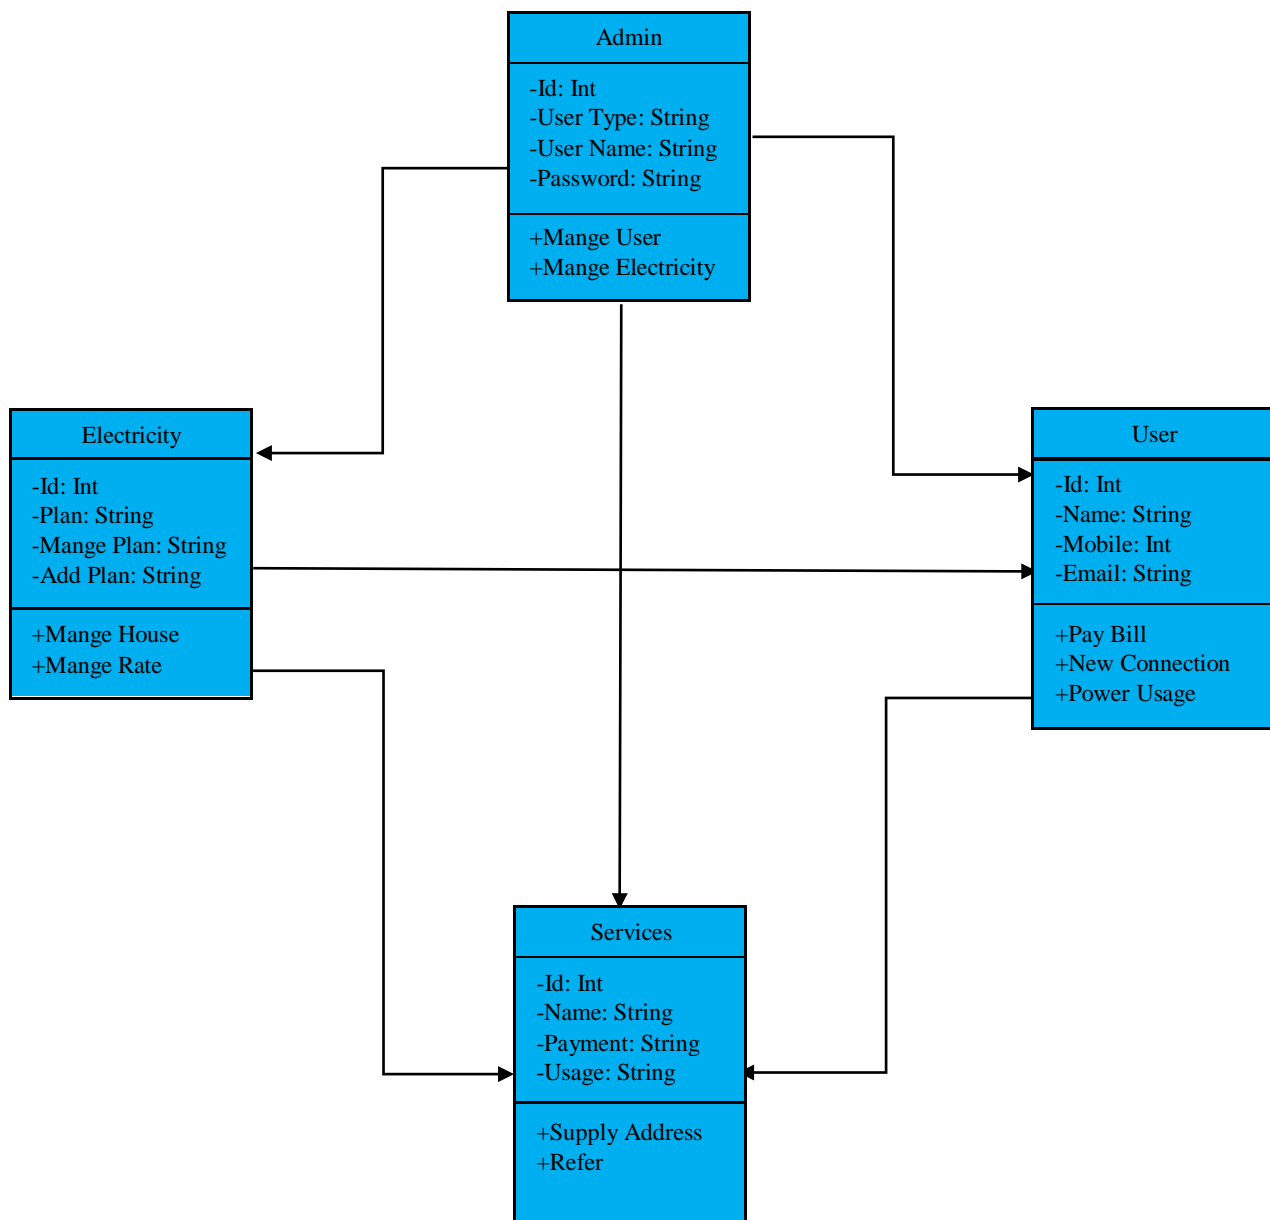 Admin
-Id: Int
-User Type: String
-User Name: String
-Password: String
+Mange User
+Mange Electricity
Electricity
-Id: Int
-Plan: String
-Mange Plan: String
-Add Plan: String
+Mange House
+Mange Rate
User
-Id: Int
-Name: String
-Mobile: Int
-Email: String
+Pay Bill
+New Connection
+Power Usage
Services
-Id: Int
-Name: String
-Payment: String
-Usage: String
+Supply Address
+Refer